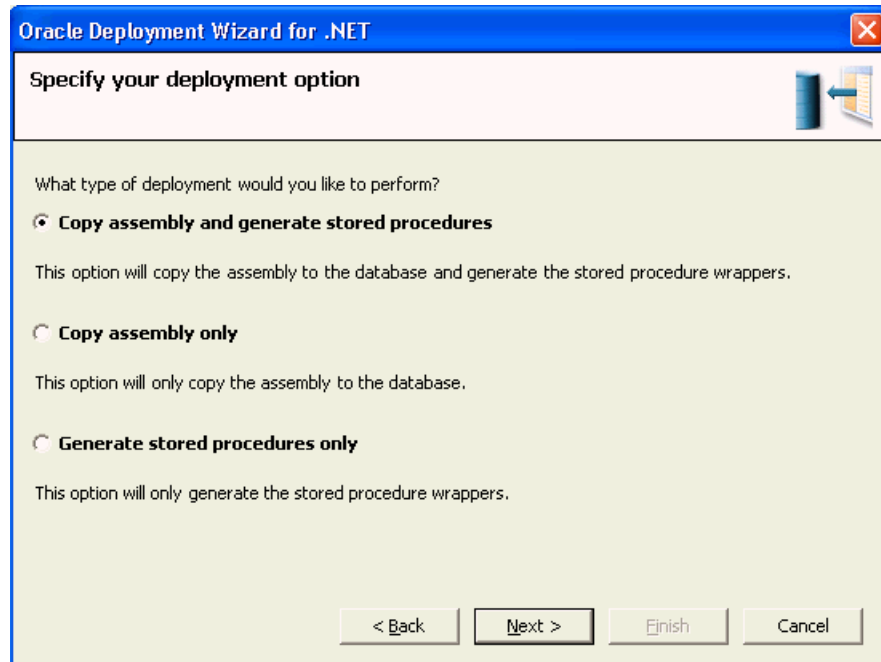 Oracle Deployment Wizard for .NET
Specify your deployment option
What type of deployment would you like to perform?
Copy assembly and generate stored procedures
This option will copy the assembly to the database and generate the stored procedure wrappers.
Copy assembly only
This option will only copy the assembly to the database.
Generate stored procedures only
This option will only generate the stored procedure wrappers.
< Back Next > Finish Cancel